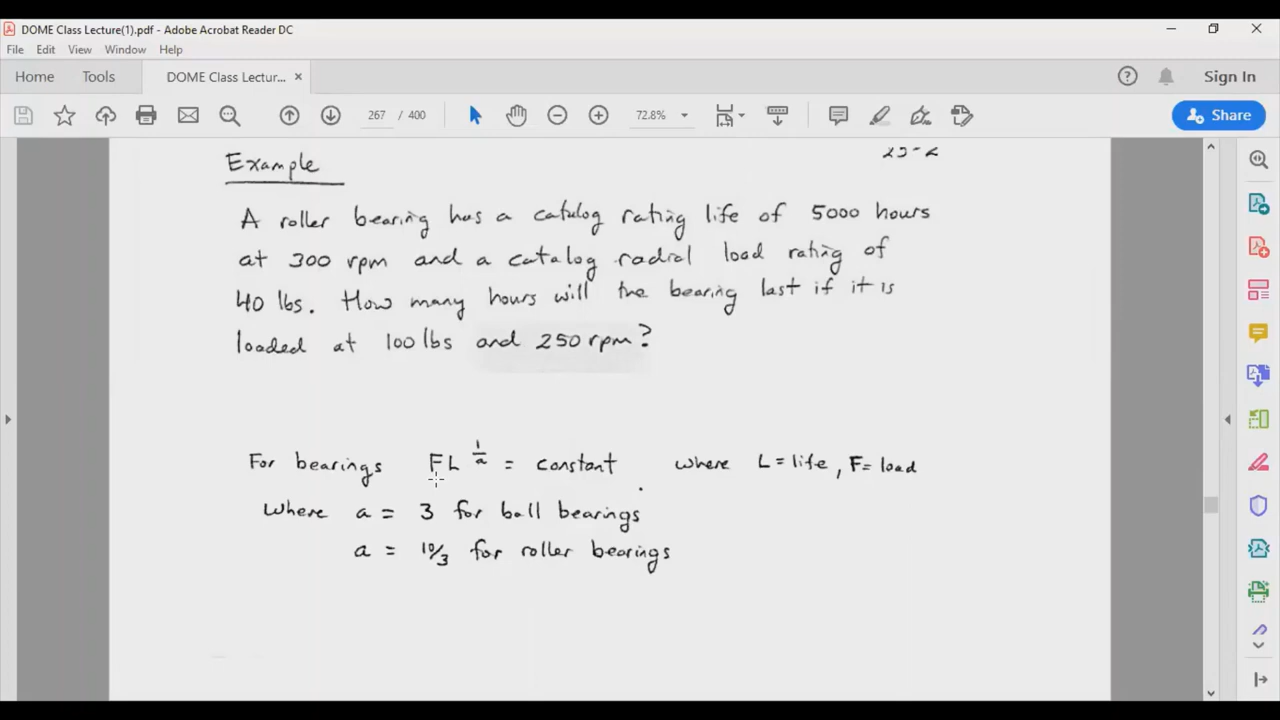 DOME Class Lecture(1).pdf - Adobe Acrobat Reader DC
File Edit View Window Help
Home Tools DOME Class Lectur... × Sign In
267 / 400 72.8% Share
Example
A roller bearing has a catalog rating life of 5000 hours
at 300 rpm and a catalog radial load rating of
40 lbs. How many hours will the bearing last if it is
loaded at 100 lbs and 250 rpm?
For bearings FL^1/a = constant where L = life, F = load
where a = 3 for ball bearings
a = 10/3 for roller bearings